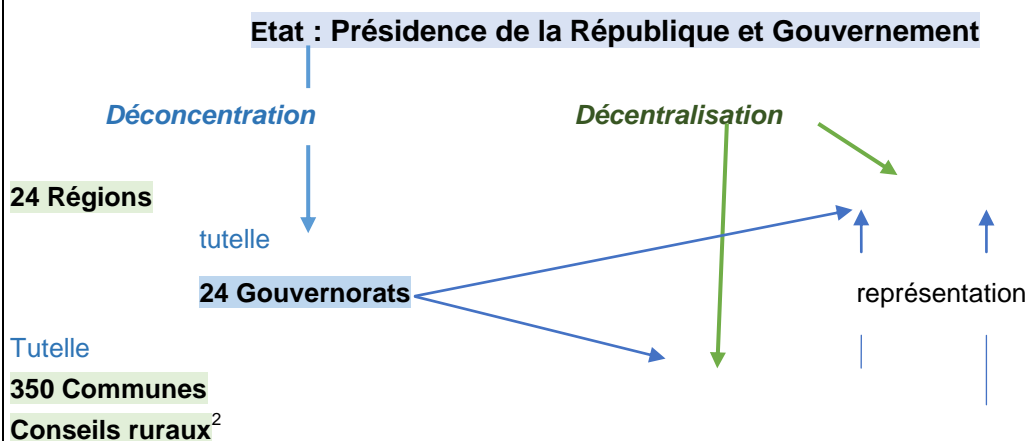 Etat : Présidence de la République et Gouvernement
Déconcentration Décentralisation
24 Régions
tutelle
24 Gouvernorats représentation
Tutelle
350 Communes
Conseils ruraux2